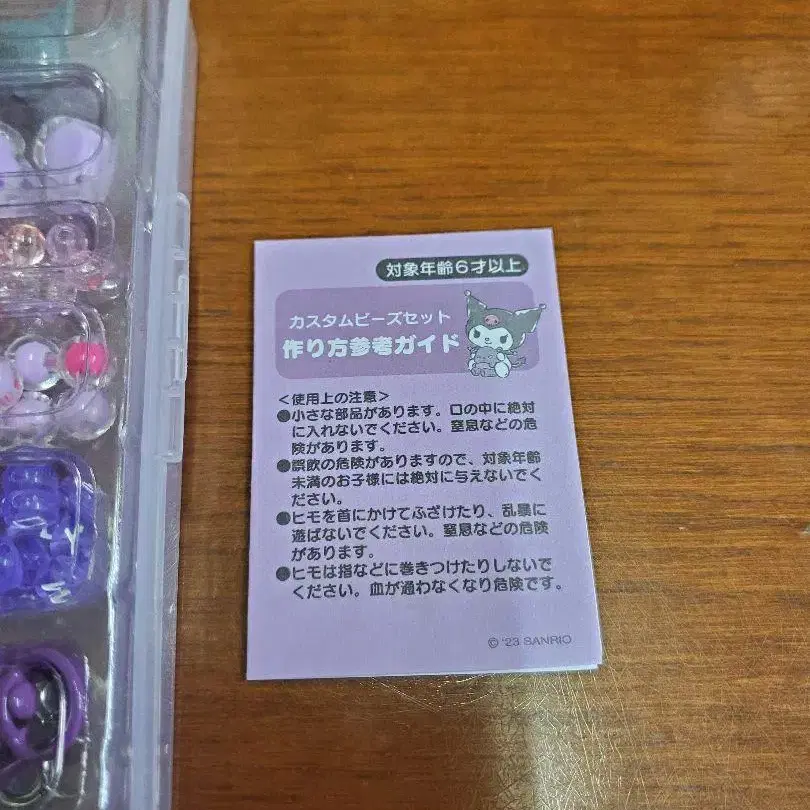 対象年齢6才以上
カスタムビーズセット
作り方参考ガイド
＜使用上の注意＞
●小さな部品があります。口の中に絶対
に入れないでください。窒息などの危
険があります。
●誤飲の危険がありますので、対象年齢
未満のお子様には絶対に与えないでく
ださい。
●ヒモを首にかけてふざけたり、乱暴に
遊ばないでください。窒息などの危険
があります。
●ヒモは指などに巻きつけたりしないで
ください。血が通わなくなり危険です。
© '23 SANRIO